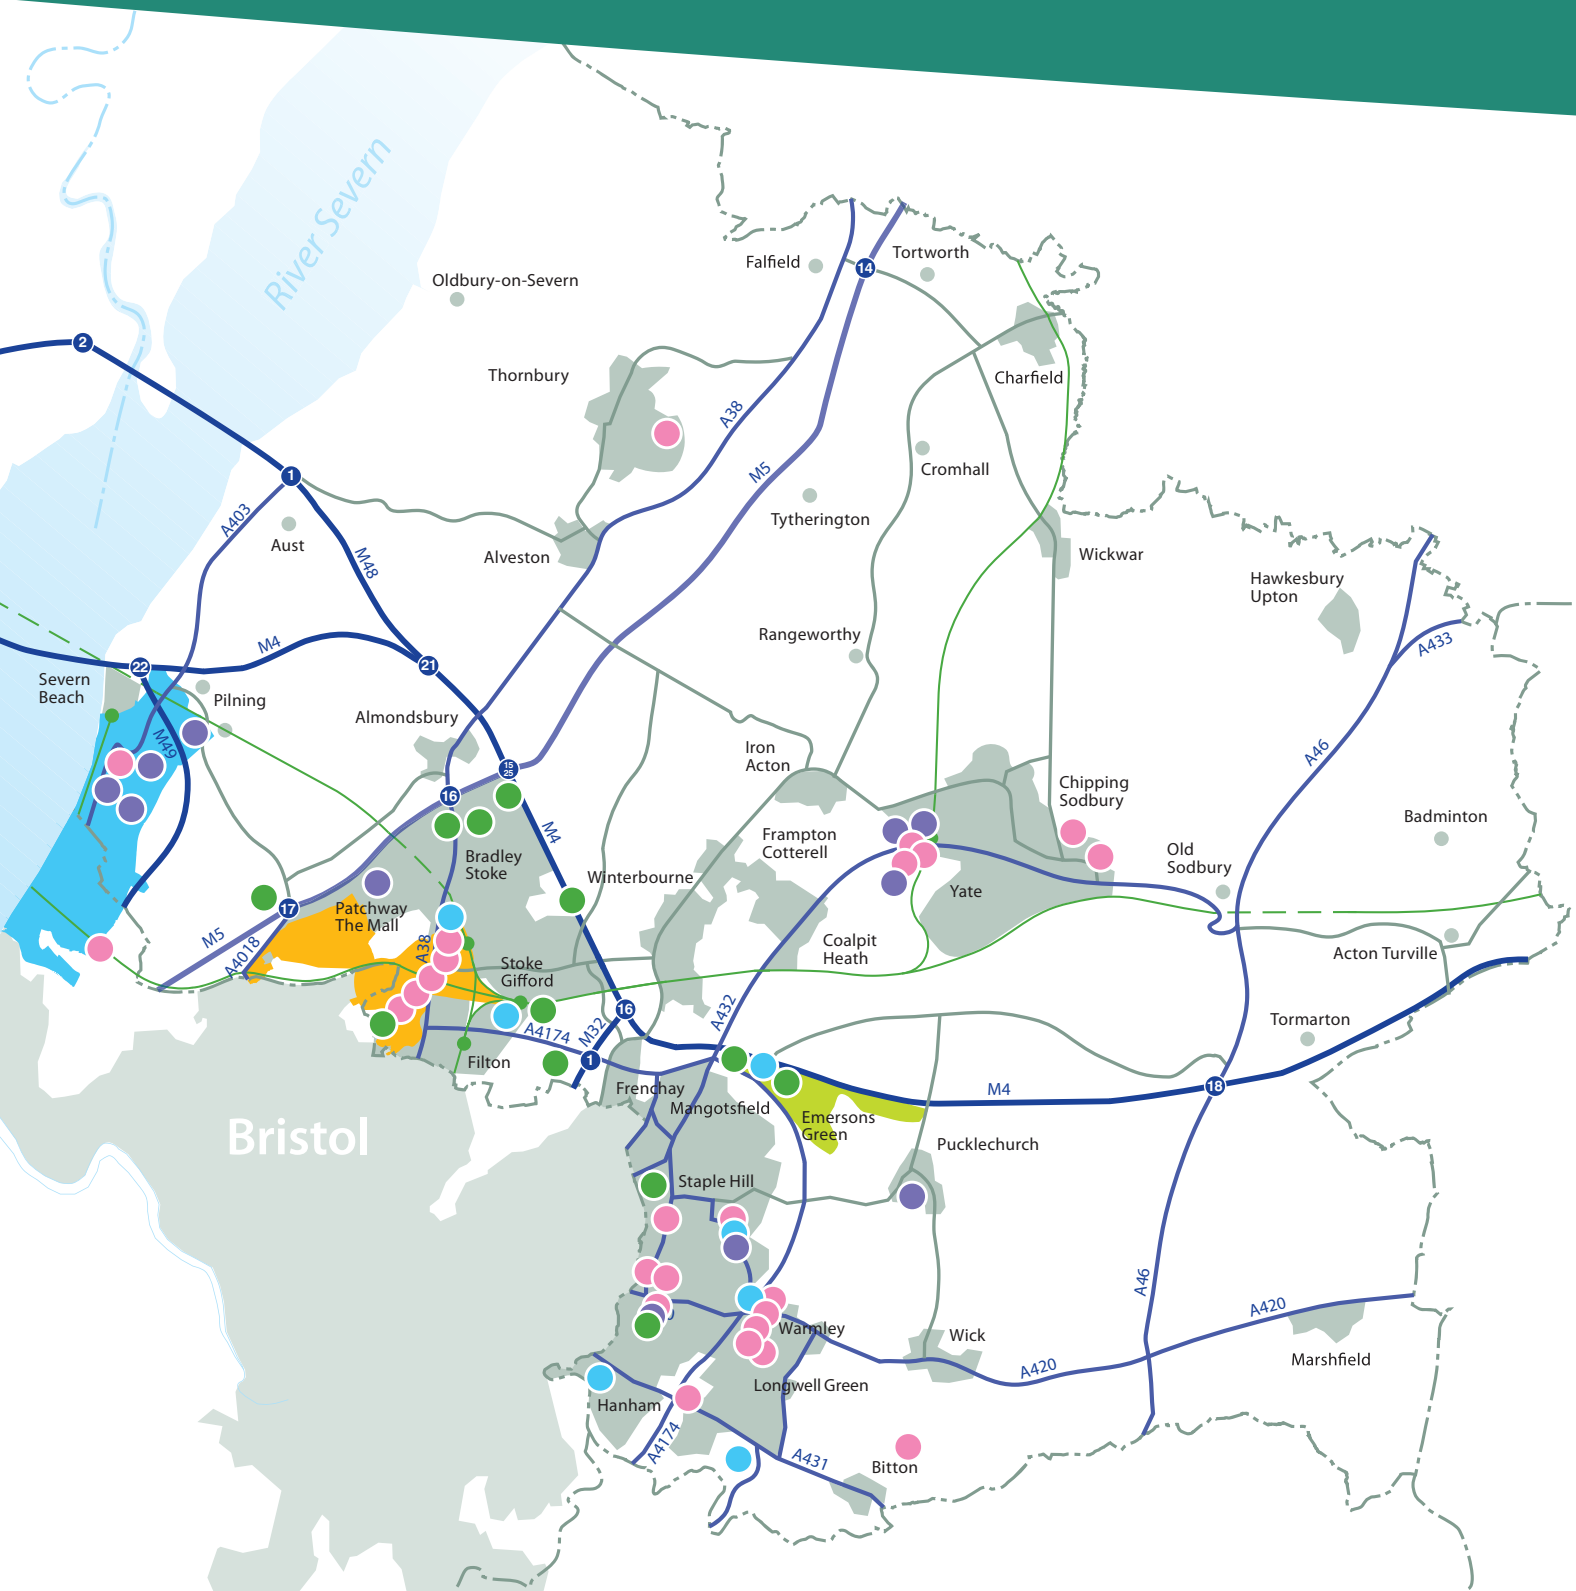 River Severn
Falfield
Tortworth
14
Oldbury-on-Severn
2
Thornbury
Charfield
A38
M5
Cromhall
1
Tytherington
A403
Aust
M48
Alveston
Wickwar
Hawkesbury
Upton
Rangeworthy
A433
M4
21
22
Severn
Beach
Pilning
Almondsbury
M49
Iron
Acton
A46
15
25
16
Chipping
Sodbury
Badminton
M4
Frampton
Cotterell
Bradley
Stoke
Old
Sodbury
Winterbourne
Yate
17
Patchway
The Mall
M5
A4018
A38
Coalpit
Heath
Acton Turville
Stoke
Gifford
A432
16
Tormarton
A4174
M32
Filton
1
Frenchay
M4
18
Mangotsfield
Emersons
Green
Bristol
Pucklechurch
Staple Hill
A46
A420
Warmley
Wick
Marshfield
A420
Longwell Green
Hanham
A4174
A431
Bitton